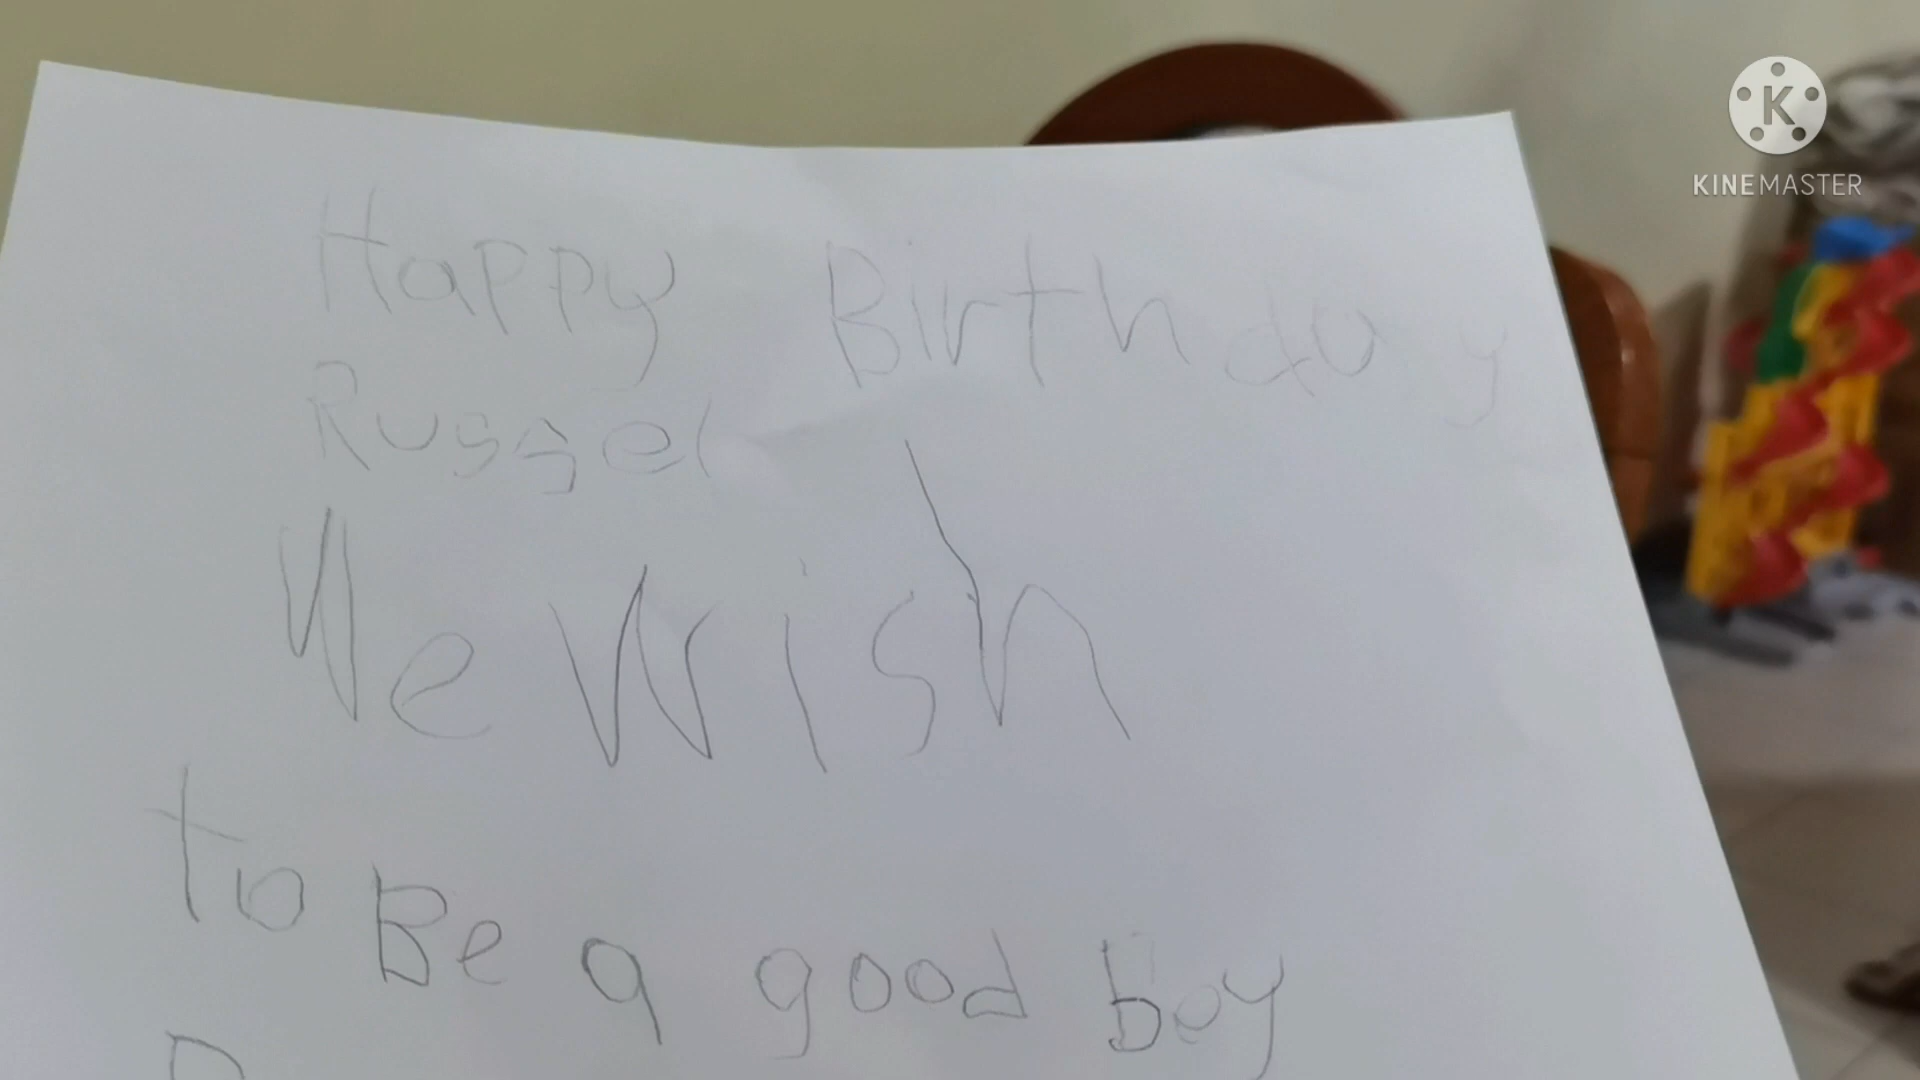 Happy Birthday
Russel
We Wish
to Be a good boy
K
KINEMASTER